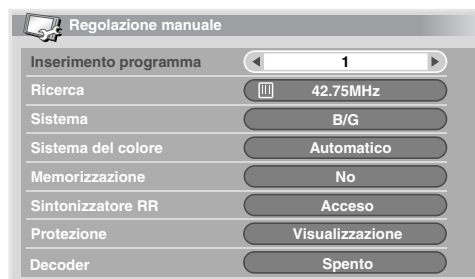 Regolazione manuale
Inserimento programma 1
Ricerca 42.75MHz
Sistema B/G
Sistema del colore Automatico
Memorizzazione No
Sintonizzatore RR Acceso
Protezione Visualizzazione
Decoder Spento